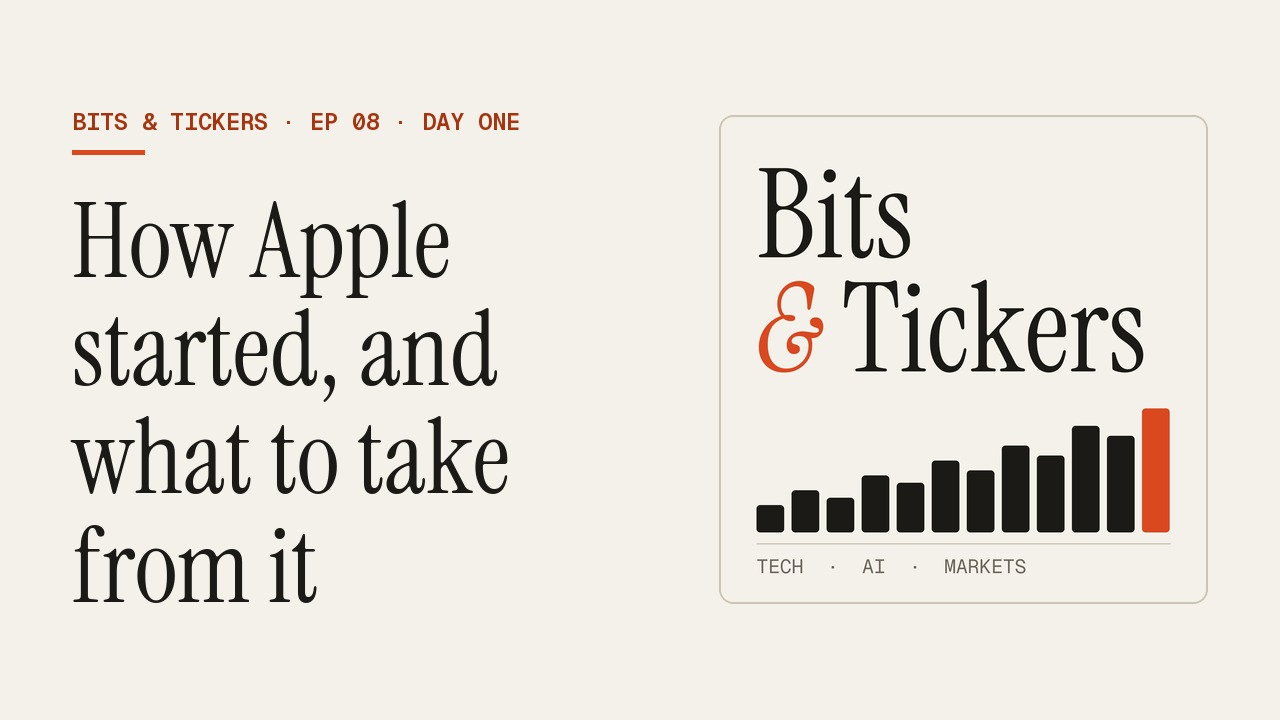 BITS & TICKERS · EP 08 · DAY ONE
How Apple
started, and
what to take
from it
Bits
& Tickers
TECH · AI · MARKETS